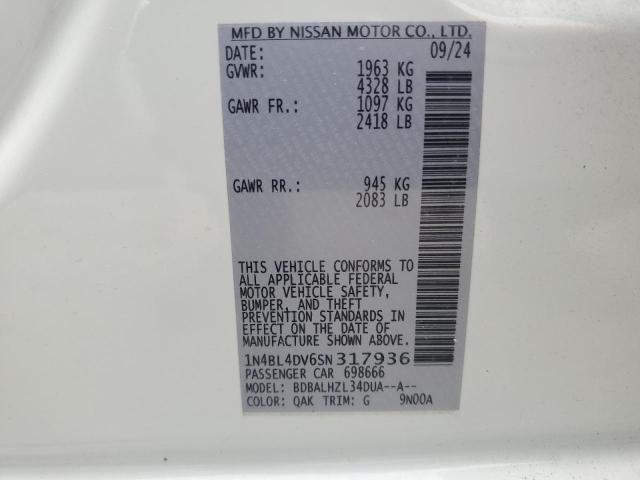 MFD BY NISSAN MOTOR CO., LTD.
DATE: 09/24
GVWR: 1963 KG
4328 LB
GAWR FR.: 1097 KG
2418 LB
GAWR RR.: 945 KG
2083 LB
THIS VEHICLE CONFORMS TO
ALL APPLICABLE FEDERAL
MOTOR VEHICLE SAFETY,
BUMPER, AND THEFT
PREVENTION STANDARDS IN
EFFECT ON THE DATE OF
MANUFACTURE SHOWN ABOVE.
1N4BL4DV6SN317936
PASSENGER CAR 698666
MODEL: BDBALHZL34DUA--A--
COLOR: QAK TRIM: G 9N00A